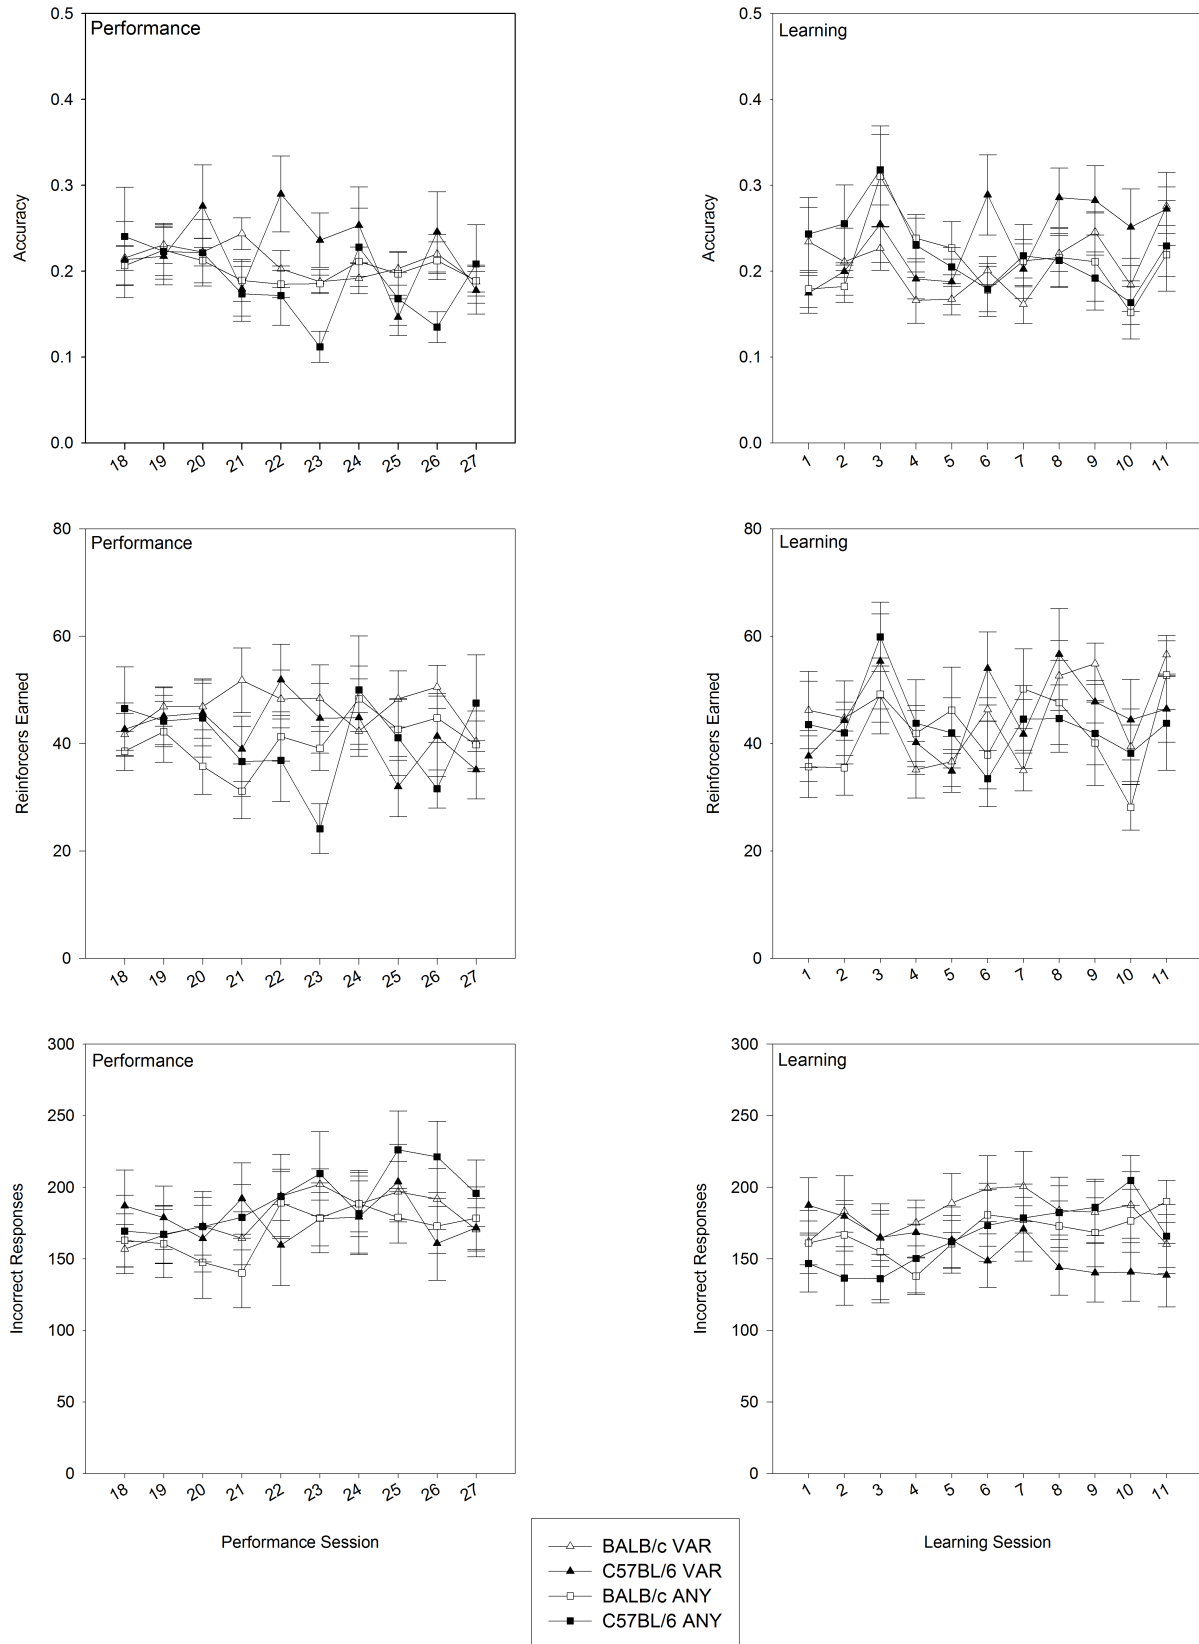 Performance
Accuracy
0.5
0.4
0.3
0.2
0.1
0.0
18 19 20 21 22 23 24 25 26 27
Learning
Accuracy
0.5
0.4
0.3
0.2
0.1
0.0
1 2 3 4 5 6 7 8 9 10 11
Performance
Reinforcers Earned
80
60
40
20
0
18 19 20 21 22 23 24 25 26 27
Learning
Reinforcers Earned
80
60
40
20
0
1 2 3 4 5 6 7 8 9 10 11
Performance
Incorrect Responses
300
250
200
150
100
50
0
18 19 20 21 22 23 24 25 26 27
Performance Session
Learning
Incorrect Responses
300
250
200
150
100
50
0
1 2 3 4 5 6 7 8 9 10 11
Learning Session
BALB/c VAR
C57BL/6 VAR
BALB/c ANY
C57BL/6 ANY